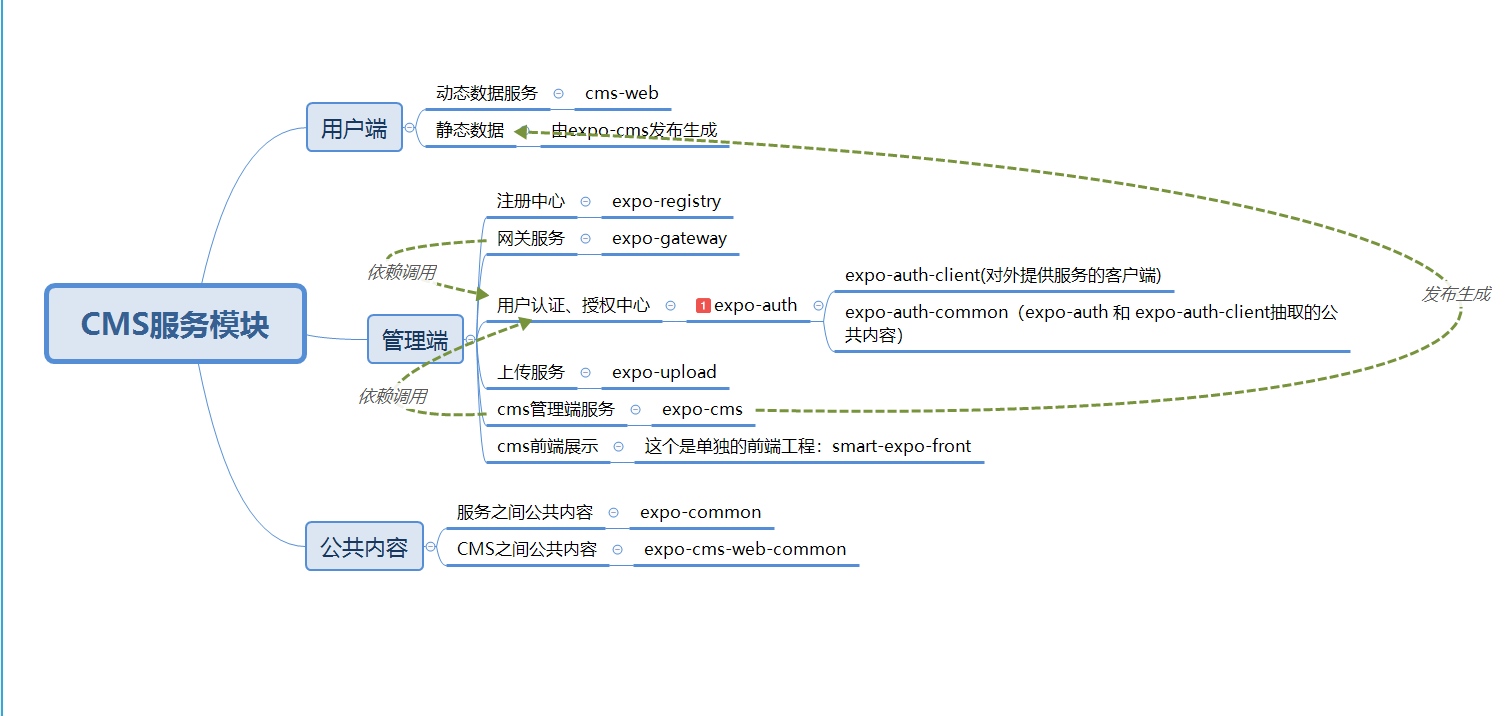 CMS服务模块
用户端
动态数据服务
cms-web
静态数据
由expo-cms发布生成
管理端
注册中心
expo-registry
网关服务
expo-gateway
依赖调用
用户认证、授权中心
1
expo-auth
expo-auth-client(对外提供服务的客户端)
expo-auth-common（expo-auth 和 expo-auth-client抽取的公
共内容）
上传服务
expo-upload
依赖调用
cms管理端服务
expo-cms
发布生成
cms前端展示
这个是单独的前端工程：smart-expo-front
公共内容
服务之间公共内容
expo-common
CMS之间公共内容
expo-cms-web-common